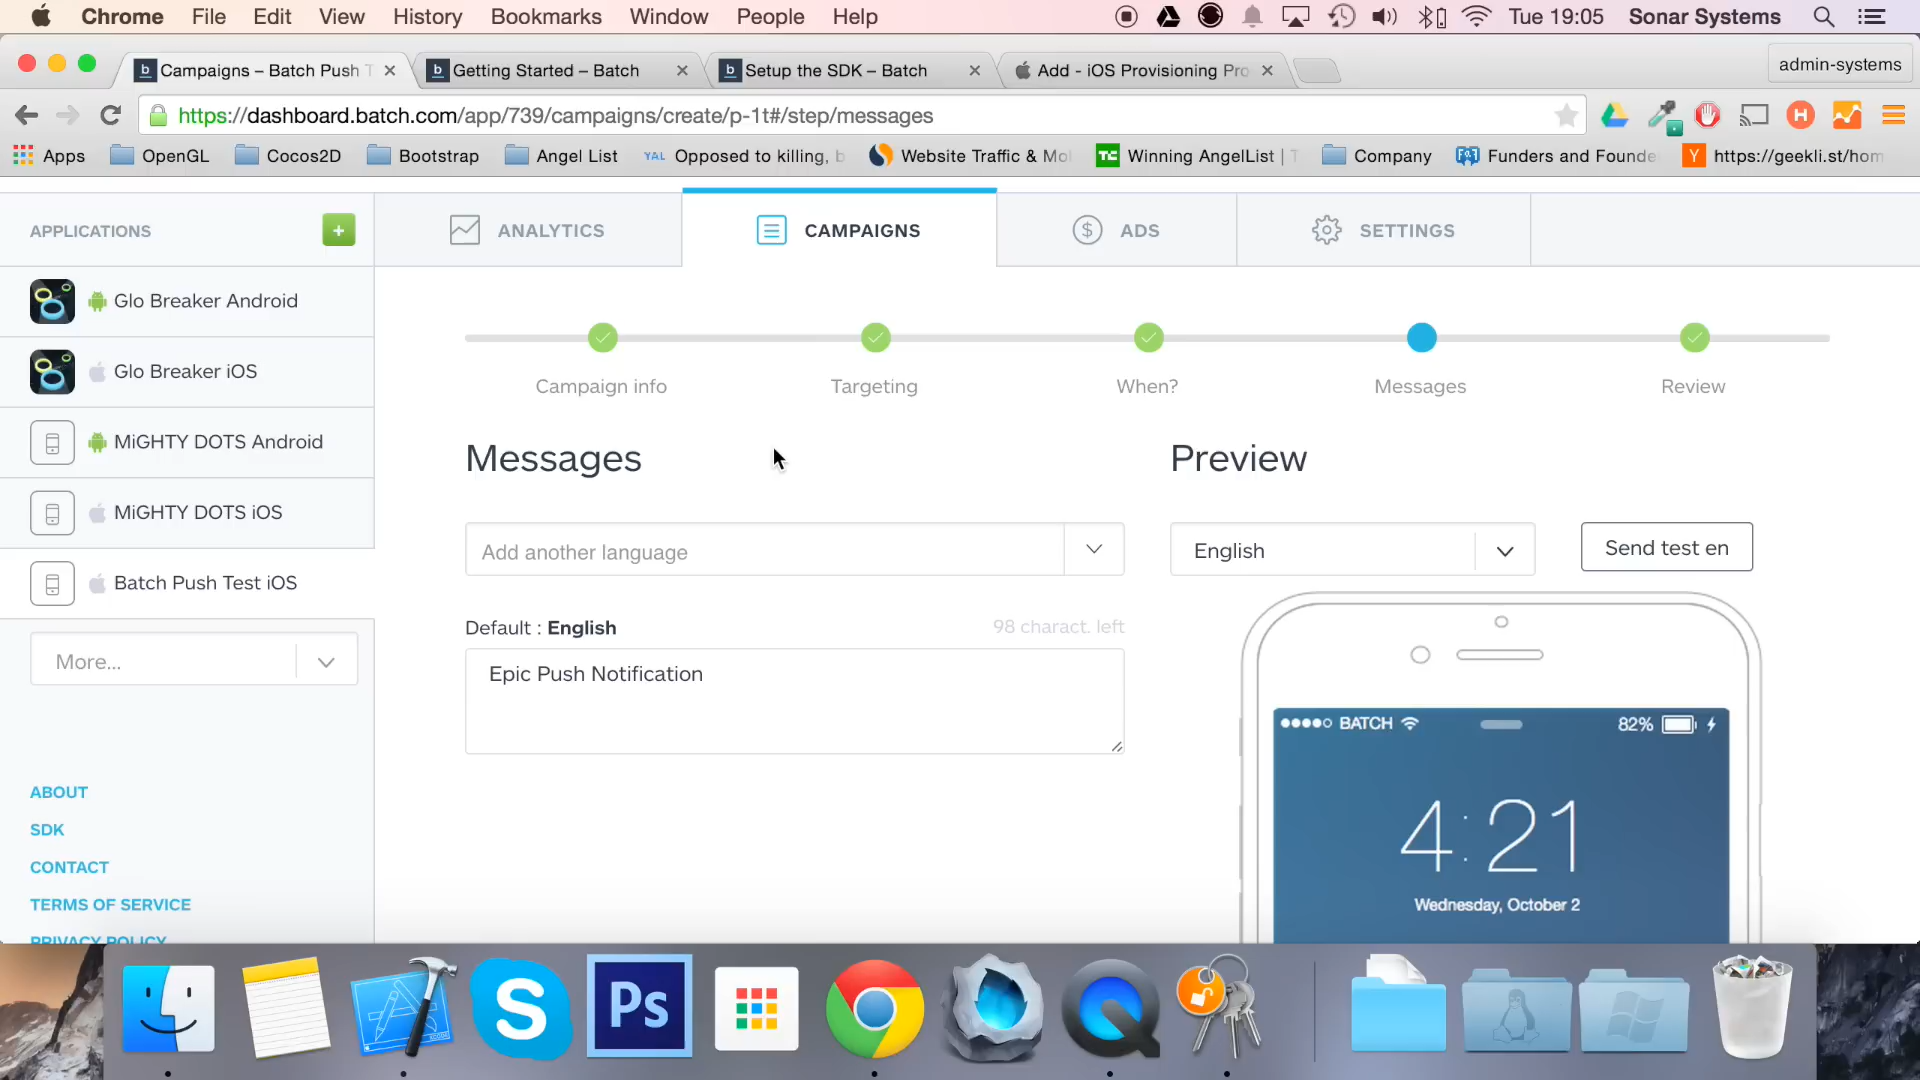 Chrome File Edit View History Bookmarks Window People Help Tue 19:05 Sonar Systems
Campaigns – Batch Push T Getting Started – Batch Setup the SDK – Batch Add - iOS Provisioning Pro admin-systems
https://dashboard.batch.com/app/739/campaigns/create/p-1t#/step/messages
Apps OpenGL Cocos2D Bootstrap Angel List YAL Opposed to killing, b Website Traffic & Mo TC Winning AngelList | T Company Funders and Founde Y https://geekli.st/hom
APPLICATIONS + ANALYTICS CAMPAIGNS $ ADS SETTINGS
Glo Breaker Android
Glo Breaker iOS
MiGHTY DOTS Android
MiGHTY DOTS iOS
Batch Push Test iOS
More...
ABOUT
SDK
CONTACT
TERMS OF SERVICE
PRIVACY POLICY
Campaign info Targeting When? Messages Review
Messages
Add another language
Default : English 98 charact. left
Epic Push Notification
Preview
English Send test en
BATCH 82%
4:21
Wednesday, October 2
S Ps